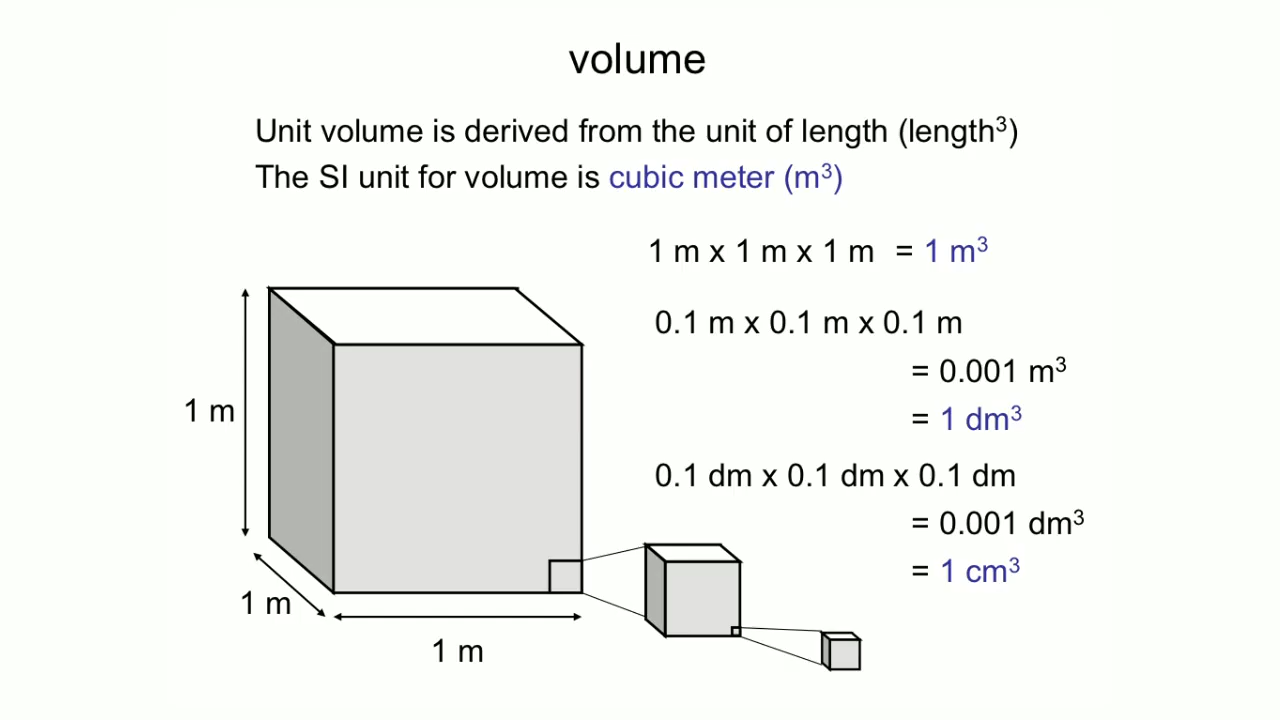 volume
Unit volume is derived from the unit of length (length³)
The SI unit for volume is cubic meter (m³)
1 m x 1 m x 1 m = 1 m³
0.1 m x 0.1 m x 0.1 m
= 0.001 m³
= 1 dm³
0.1 dm x 0.1 dm x 0.1 dm
= 0.001 dm³
= 1 cm³
1 m
1 m
1 m